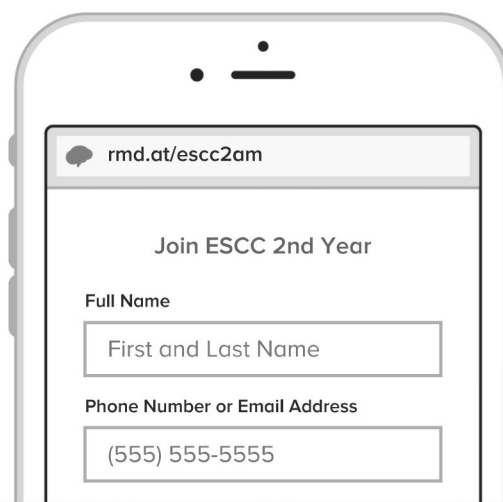 rmd.at/escc2am
Join ESCC 2nd Year
Full Name
First and Last Name
Phone Number or Email Address
(555) 555-5555